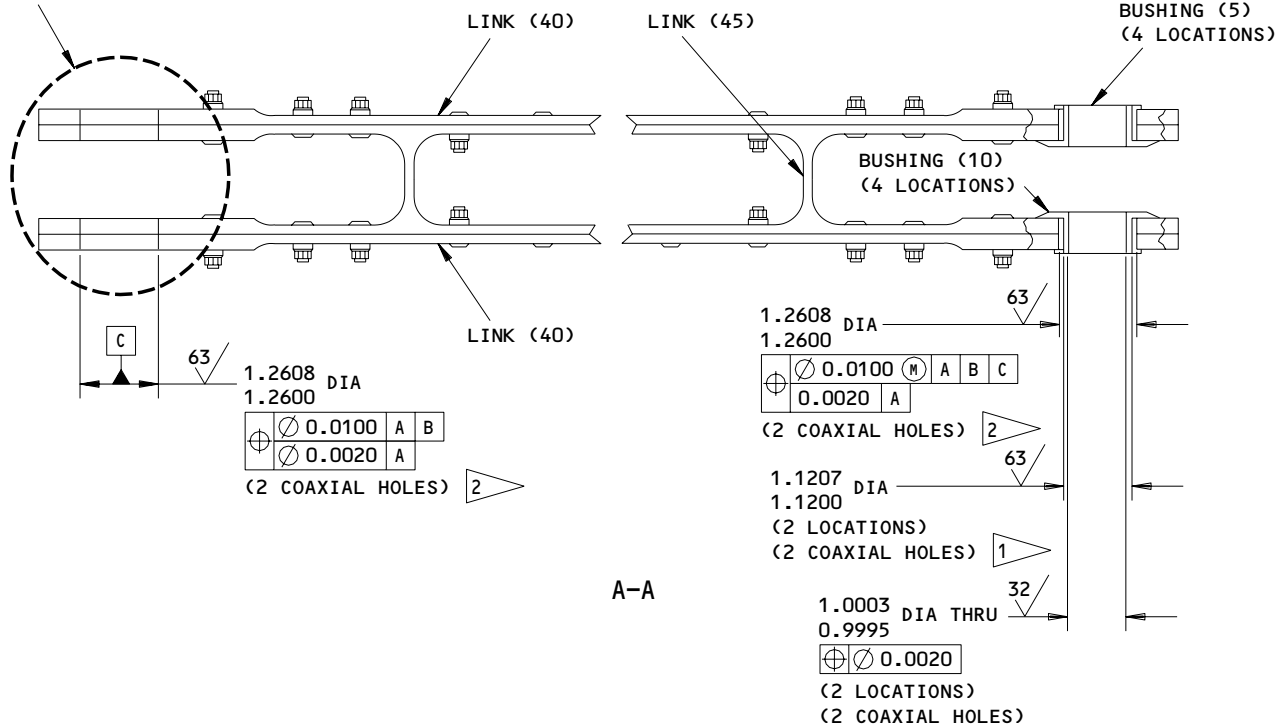 LINK (40)
LINK (45)
BUSHING (5)
(4 LOCATIONS)
BUSHING (10)
(4 LOCATIONS)
LINK (40)
C
63
1.2608
1.2600
DIA
⌖ ⌀ 0.0100 A B
⌀ 0.0020 A
(2 COAXIAL HOLES) 2
1.2608
1.2600
DIA
63
⌖ ⌀ 0.0100 Ⓜ A B C
0.0020 A
(2 COAXIAL HOLES) 2
1.1207
1.1200
DIA
63
(2 LOCATIONS)
(2 COAXIAL HOLES) 1
A-A
1.0003
0.9995
DIA THRU
32
⌖ ⌀ 0.0020
(2 LOCATIONS)
(2 COAXIAL HOLES)